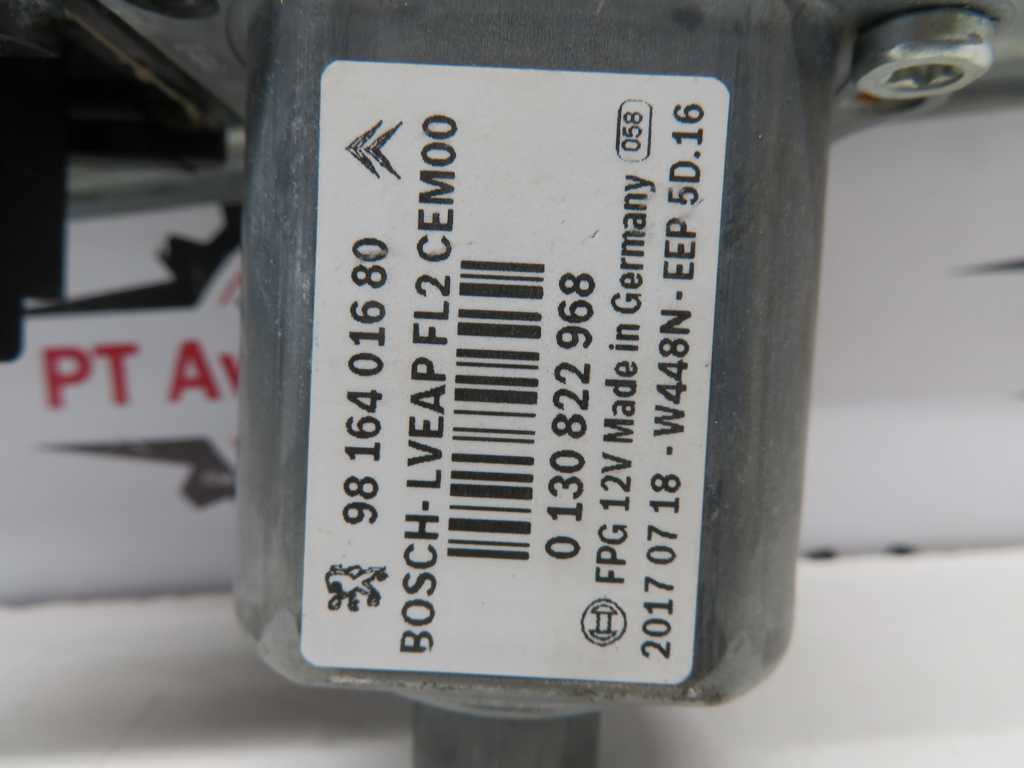 98 164 016 80
BOSCH-LVEAP FL2 CEM00
0 130 822 968
FPG 12V Made in Germany 058
2017 07 18 - W448N - EEP 5D.16
PT